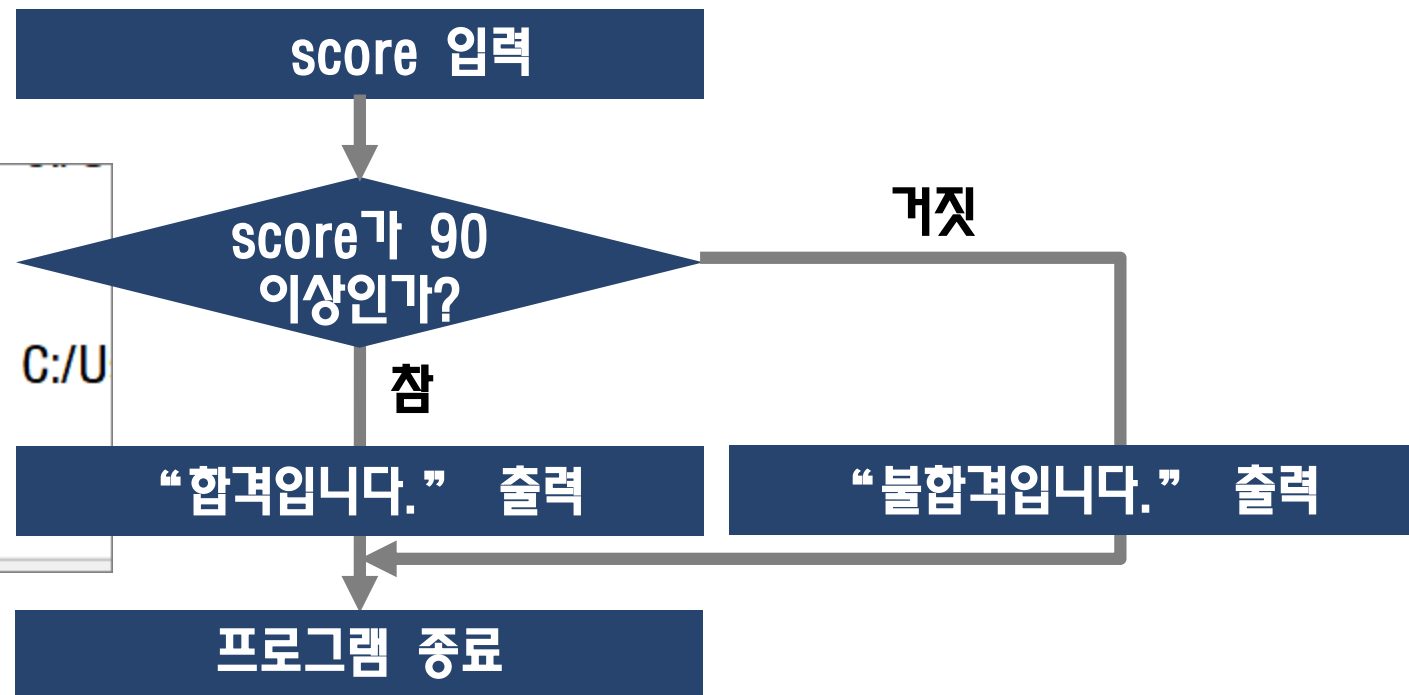 score 입력
score가 90
이상인가?
거짓
C:/U
참
“합격입니다.” 출력
“불합격입니다.” 출력
프로그램 종료